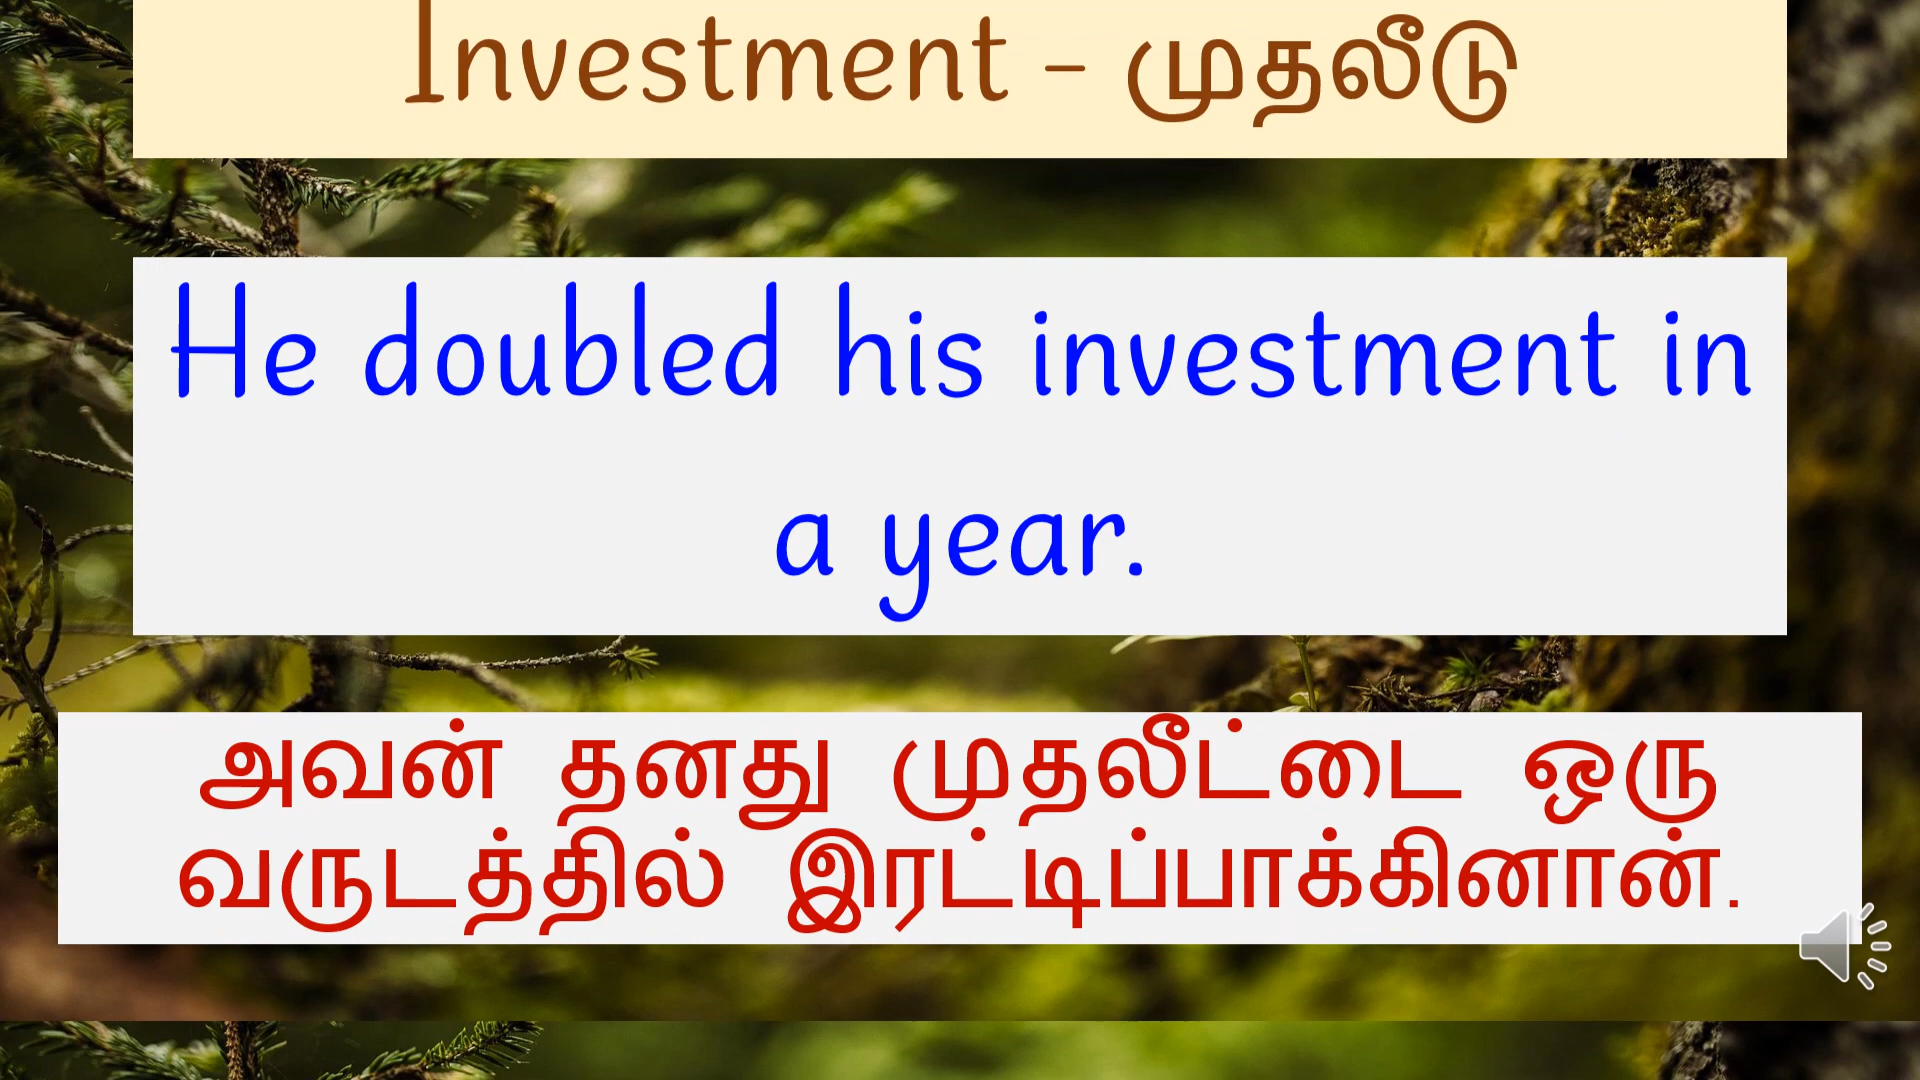 Investment - முதலீடு
He doubled his investment in
a year.
அவன் தனது முதலீட்டை ஒரு
வருடத்தில் இரட்டிப்பாக்கினான்.